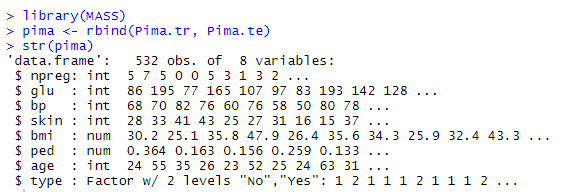 > library(MASS)
> pima <- rbind(Pima.tr, Pima.te)
> str(pima)
'data.frame':   532 obs. of  8 variables:
 $ npreg: int  5 7 5 0 0 5 3 1 3 2 ...
 $ glu  : int  86 195 77 165 107 97 83 193 142 128 ...
 $ bp   : int  68 70 82 76 60 76 58 50 80 78 ...
 $ skin : int  28 33 41 43 25 27 31 16 15 37 ...
 $ bmi  : num  30.2 25.1 35.8 47.9 26.4 35.6 34.3 25.9 32.4 43.3 ...
 $ ped  : num  0.364 0.163 0.156 0.259 0.133 ...
 $ age  : int  24 55 35 26 23 52 25 24 63 31 ...
 $ type : Factor w/ 2 levels "No","Yes": 1 2 1 1 1 2 1 1 1 2 ...